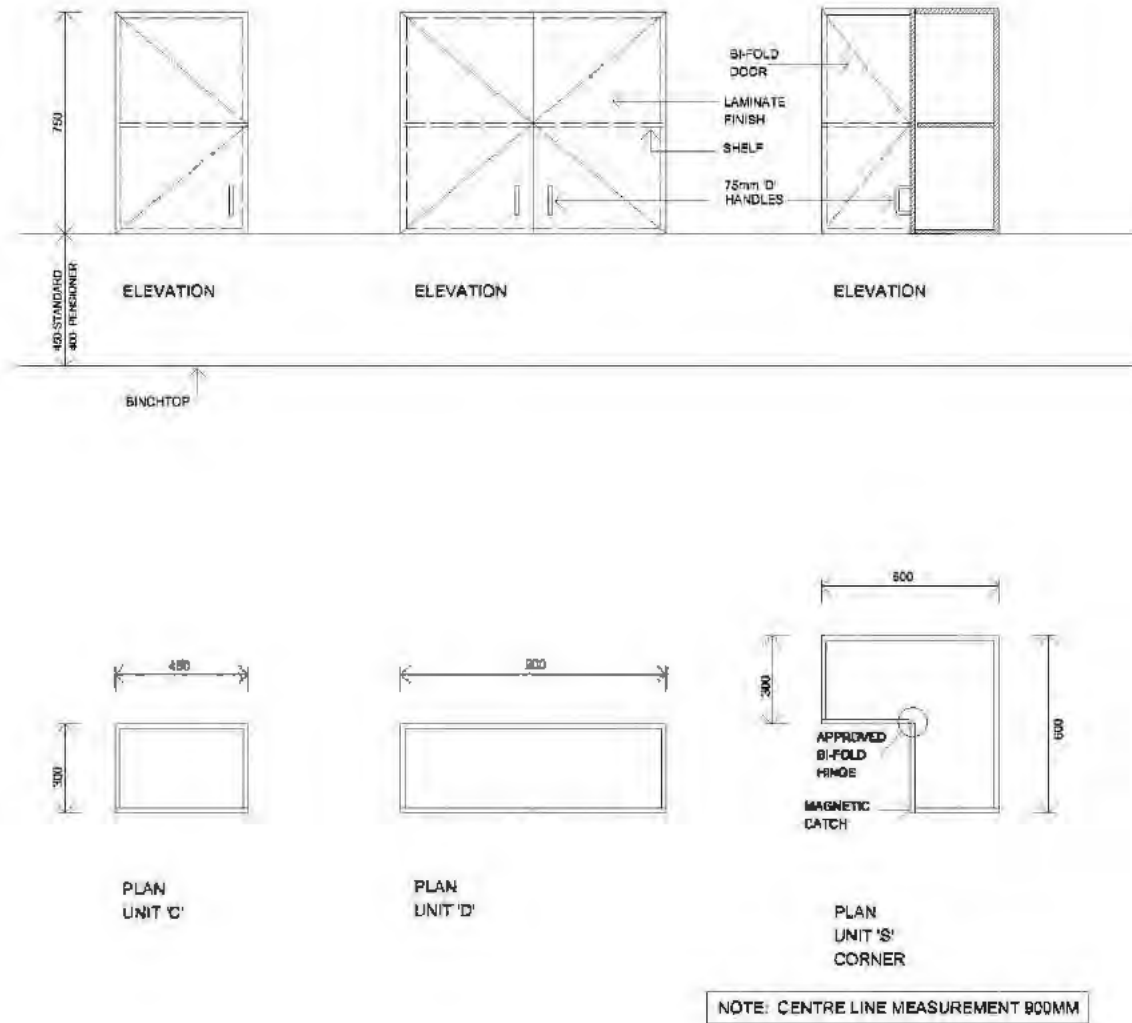 750
BI-FOLD
DOOR
LAMINATE
FINISH
SHELF
75mm 'D'
HANDLES
450-STANDARD
400- PENSIONER
ELEVATION
ELEVATION
ELEVATION
BINCHTOP
450
300
PLAN
UNIT 'C'
900
PLAN
UNIT 'D'
600
300
600
APPROVED
BI-FOLD
HINGE
MAGNETIC
CATCH
PLAN
UNIT 'S'
CORNER
NOTE: CENTRE LINE MEASUREMENT 900MM